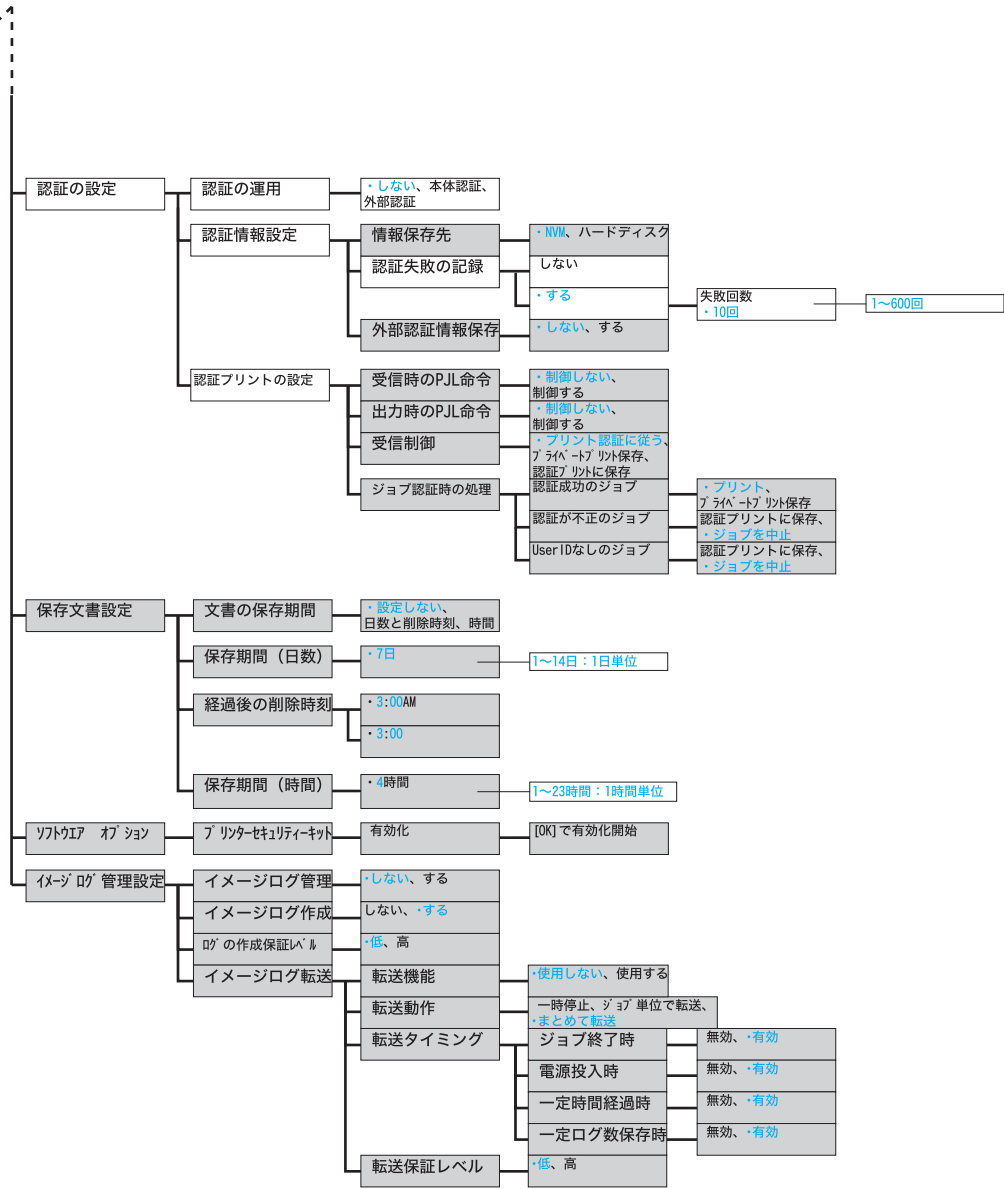 *1
認証の設定
認証の運用
・しない、本体認証、
外部認証
認証情報設定
情報保存先
・NVM、ハードディスク
認証失敗の記録
しない
・する
失敗回数
・10回
1～600回
外部認証情報保存
・しない、する
認証プリントの設定
受信時のPJL命令
・制御しない、
制御する
出力時のPJL命令
・制御しない、
制御する
受信制御
・プリント認証に従う、
プライベートプリント保存、
認証プリントに保存
ジョブ認証時の処理
認証成功のジョブ
・プリント、
プライベートプリント保存
認証が不正のジョブ
認証プリントに保存、
・ジョブを中止
UserIDなしのジョブ
認証プリントに保存、
・ジョブを中止
保存文書設定
文書の保存期間
・設定しない、
日数と削除時刻、時間
保存期間（日数）
・7日
1～14日：1日単位
経過後の削除時刻
・3:00AM
・3:00
保存期間（時間）
・4時間
1～23時間：1時間単位
ソフトウエア オプション
プリンターセキュリティーキット
有効化
[OK]で有効化開始
イメージログ管理設定
イメージログ管理
・しない、する
イメージログ作成
しない、・する
ログの作成保証レベル
・低、高
イメージログ転送
転送機能
・使用しない、使用する
転送動作
一時停止、ジョブ単位で転送、
・まとめて転送
転送タイミング
ジョブ終了時
無効、・有効
電源投入時
無効、・有効
一定時間経過時
無効、・有効
一定ログ数保存時
無効、・有効
転送保証レベル
・低、高